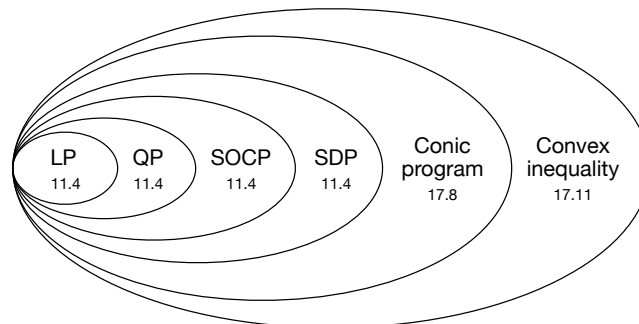 LP
11.4
QP
11.4
SOCP
11.4
SDP
11.4
Conic
program
17.8
Convex
inequality
17.11